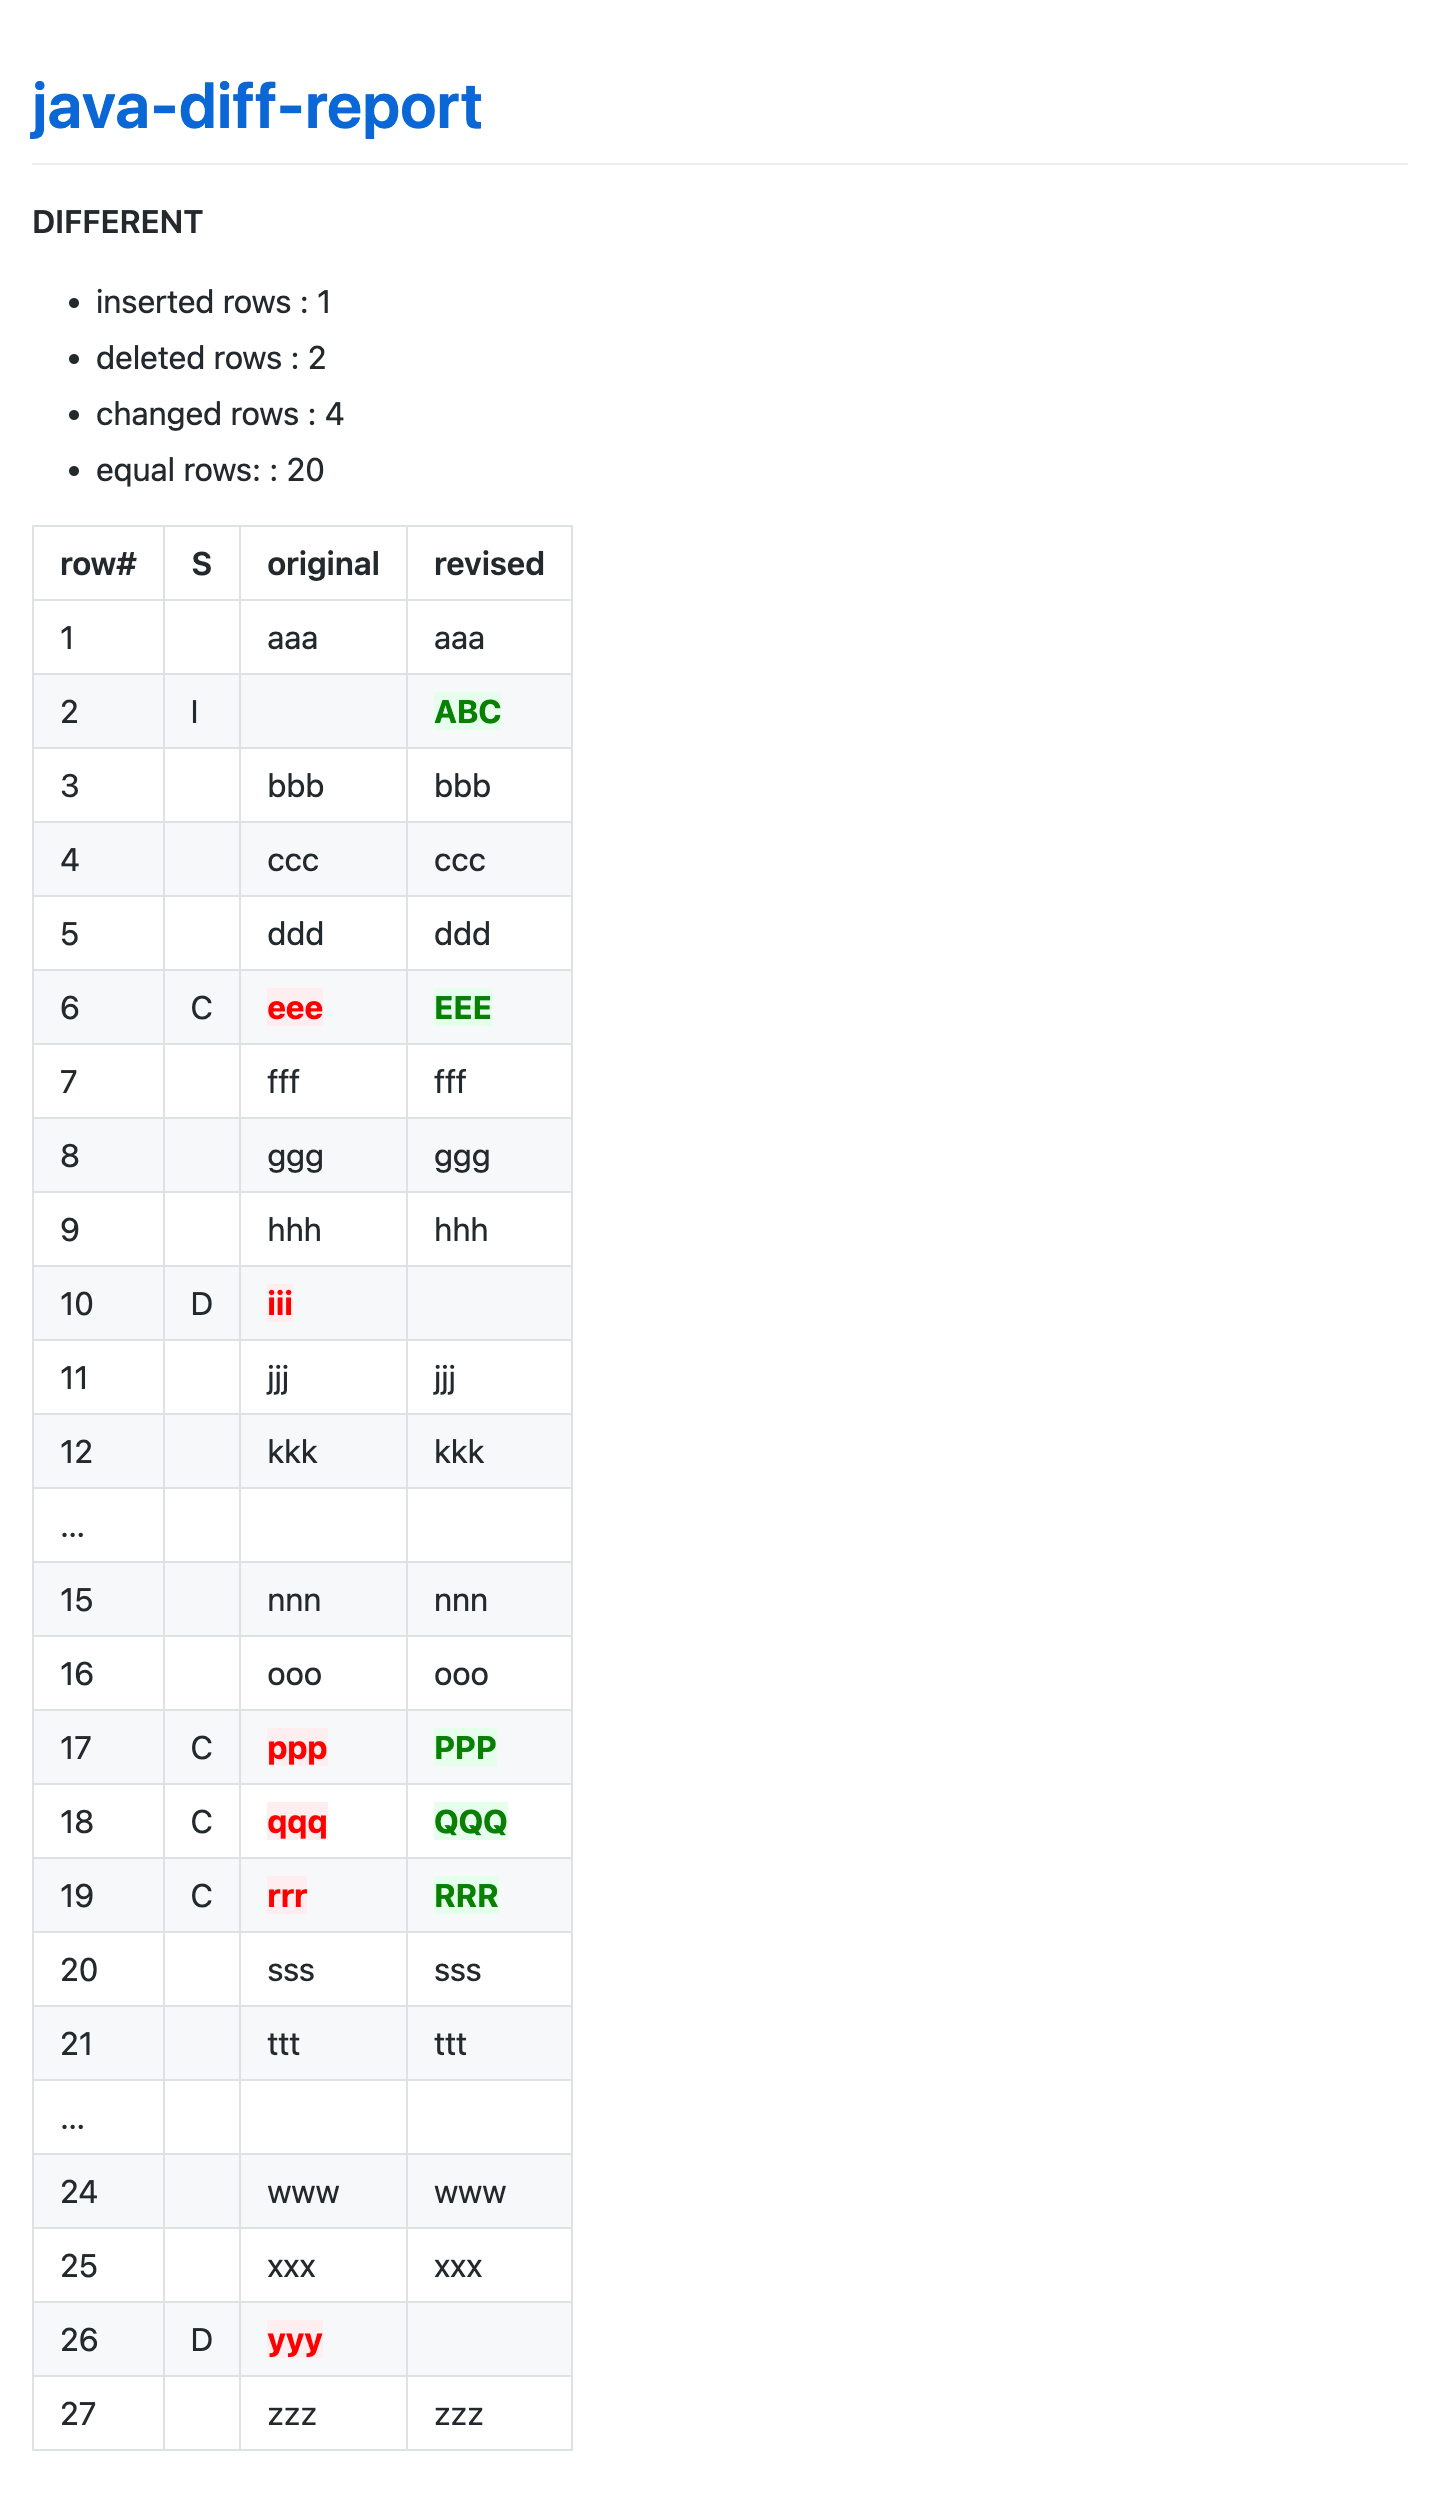 java-diff-report
DIFFERENT
• inserted rows : 1
• deleted rows : 2
• changed rows : 4
• equal rows: : 20
row# S original revised
1 aaa aaa
2 I ABC
3 bbb bbb
4 ccc ccc
5 ddd ddd
6 C eee EEE
7 fff fff
8 ggg ggg
9 hhh hhh
10 D iii
11 jjj jjj
12 kkk kkk
...
15 nnn nnn
16 ooo ooo
17 C ppp PPP
18 C qqq QQQ
19 C rrr RRR
20 sss sss
21 ttt ttt
...
24 www www
25 xxx xxx
26 D yyy
27 zzz zzz